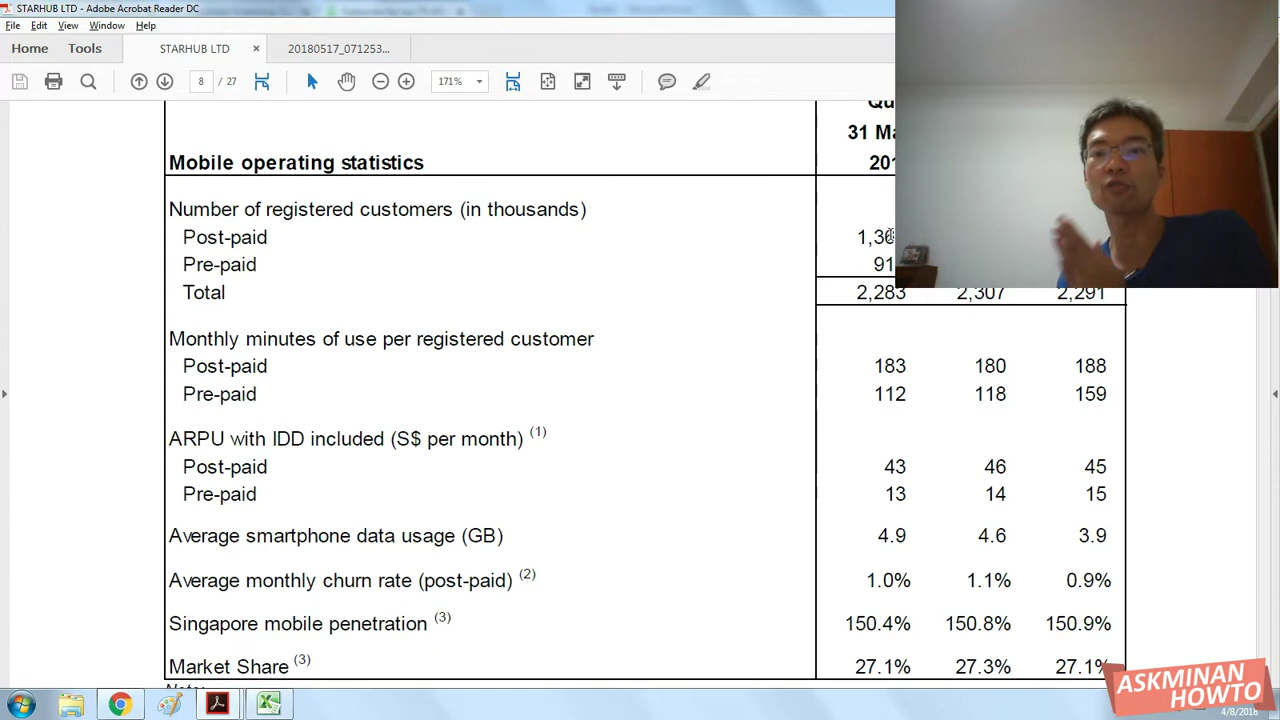 STARHUB LTD - Adobe Acrobat Reader DC
File Edit View Window Help
Home Tools STARHUB LTD × 20180517_071253...
8 / 27 171%
31
Mobile operating statistics
Number of registered customers (in thousands)
Post-paid
Pre-paid
Total 2,283 2,307 2,291
Monthly minutes of use per registered customer
Post-paid 183 180 188
Pre-paid 112 118 159
ARPU with IDD included (S$ per month) (1)
Post-paid 43 46 45
Pre-paid 13 14 15
Average smartphone data usage (GB) 4.9 4.6 3.9
Average monthly churn rate (post-paid) (2) 1.0% 1.1% 0.9%
Singapore mobile penetration (3) 150.4% 150.8% 150.9%
Market Share (3) 27.1% 27.3% 27.1%
ASKMINAN
HOWTO
4/8/2018